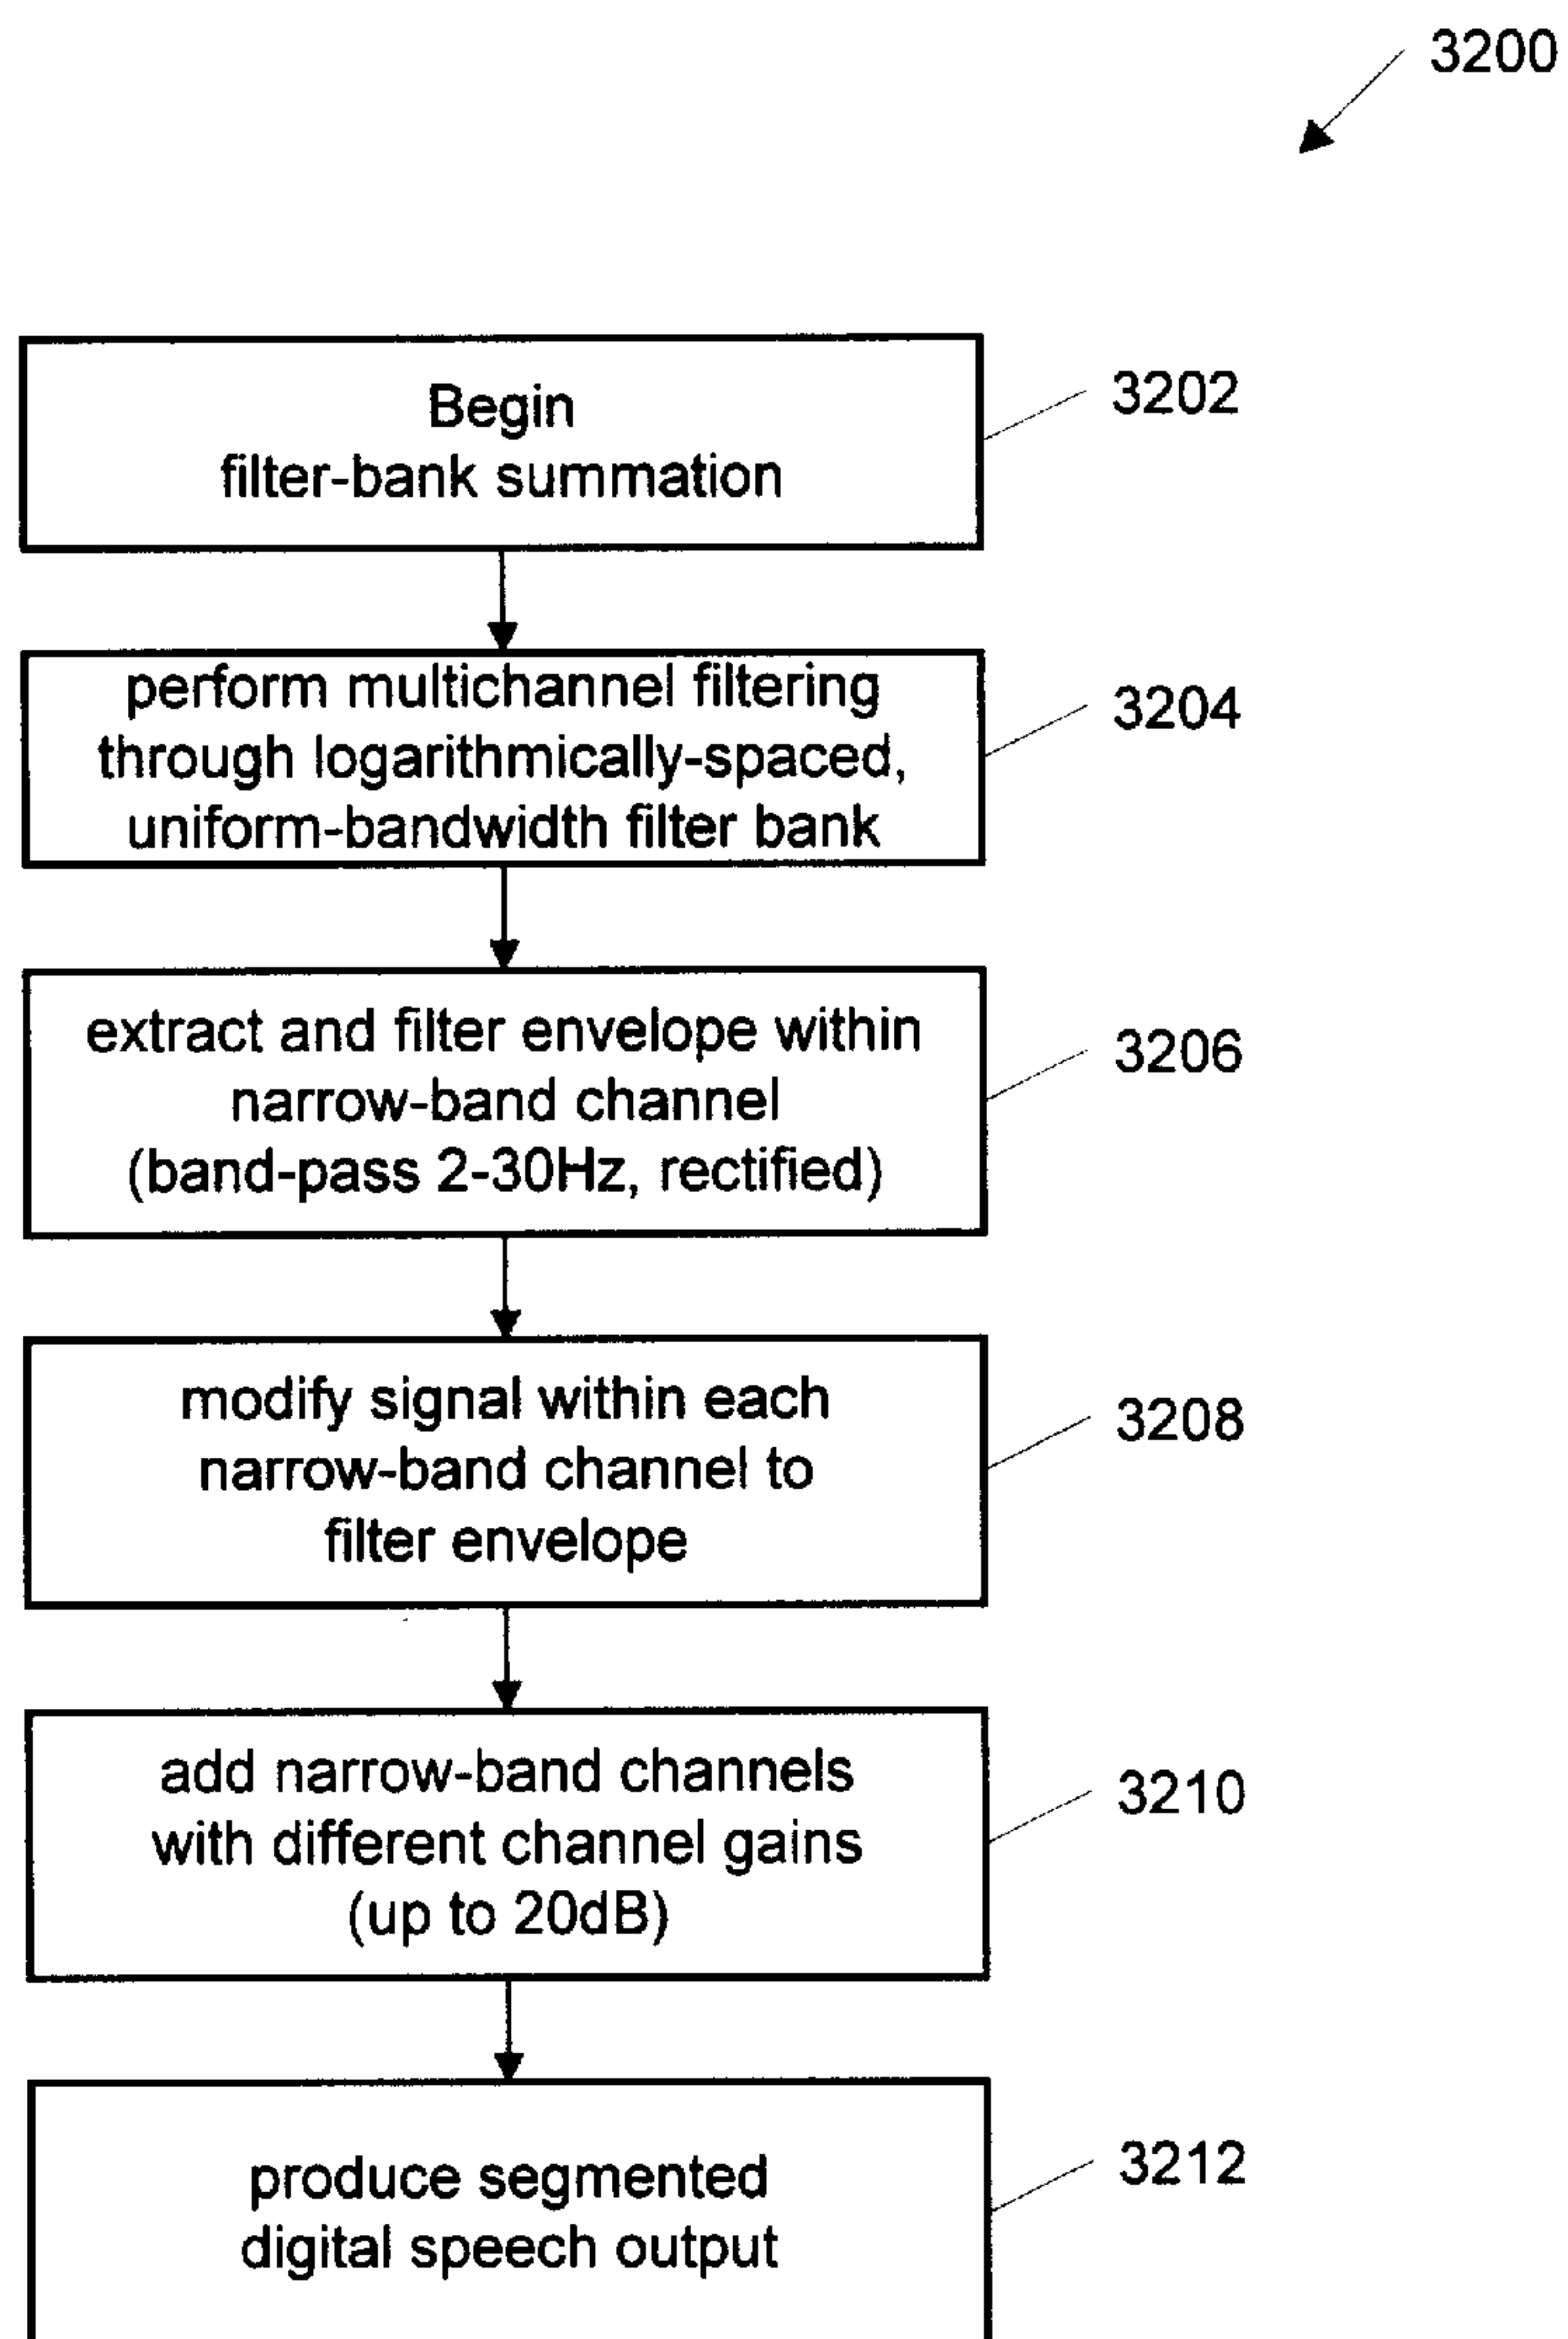 3200
Begin
filter-bank summation
3202
perform multichannel filtering
through logarithmically-spaced,
uniform-bandwidth filter bank
3204
extract and filter envelope within
narrow-band channel
(band-pass 2-30Hz, rectified)
3206
modify signal within each
narrow-band channel to
filter envelope
3208
add narrow-band channels
with different channel gains
(up to 20dB)
3210
produce segmented
digital speech output
3212